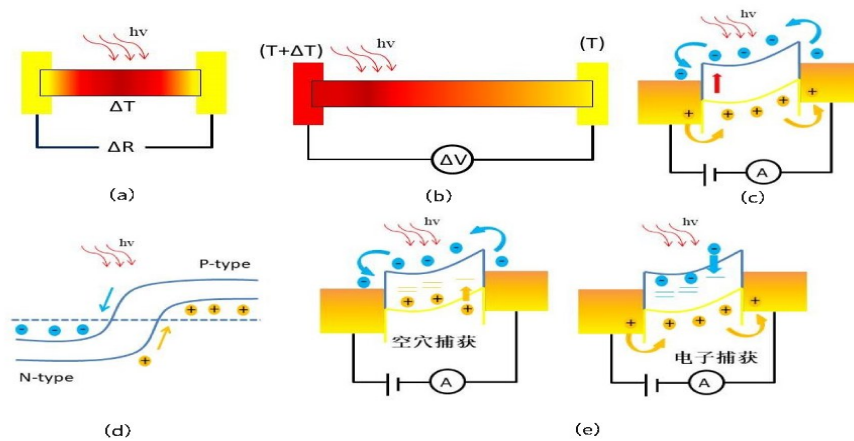 hν
ΔT
ΔR
(a)
(T+ΔT)
hν
(T)
ΔV
(b)
hν
A
(c)
hν
P-type
N-type
(d)
hν
空穴捕获
A
hν
电子捕获
A
(e)